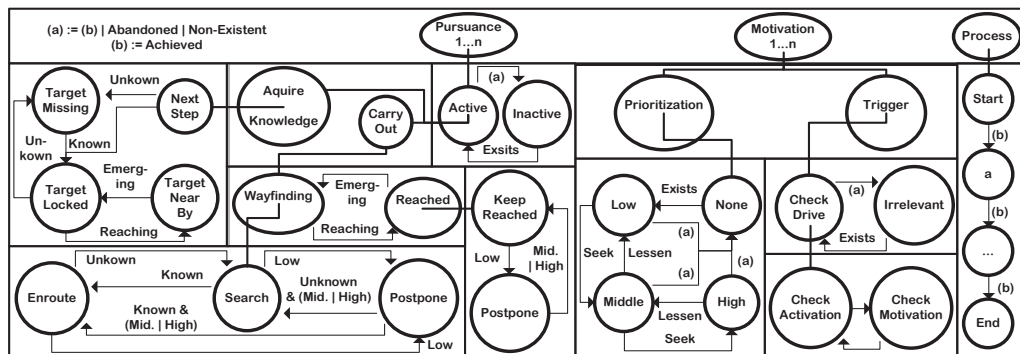 (a) := (b) | Abandoned | Non-Existent
(b) := Achieved
Pursuance
1...n
Motivation
1...n
Process
Target
Missing
Unkown
Next
Step
Un-
kown
Known
Target
Locked
Emerg-
ing
Target
Near
By
Reaching
Aquire
Knowledge
Carry
Out
Active
(a)
Inactive
Exsits
Wayfinding
Emerg-
ing
Reaching
Reached
Keep
Reached
Low
Mid.
| High
Postpone
Enroute
Unkown
Known
Known &
(Mid. | High)
Search
Low
Unknown
& (Mid. | High)
Postpone
Low
Prioritization
Trigger
Low
Exists
None
(a)
Seek
Lessen
(a)
(a)
Middle
Lessen
High
Seek
Check
Drive
(a)
Irrelevant
Exists
Check
Activation
Check
Motivation
Start
(b)
a
(b)
...
(b)
End